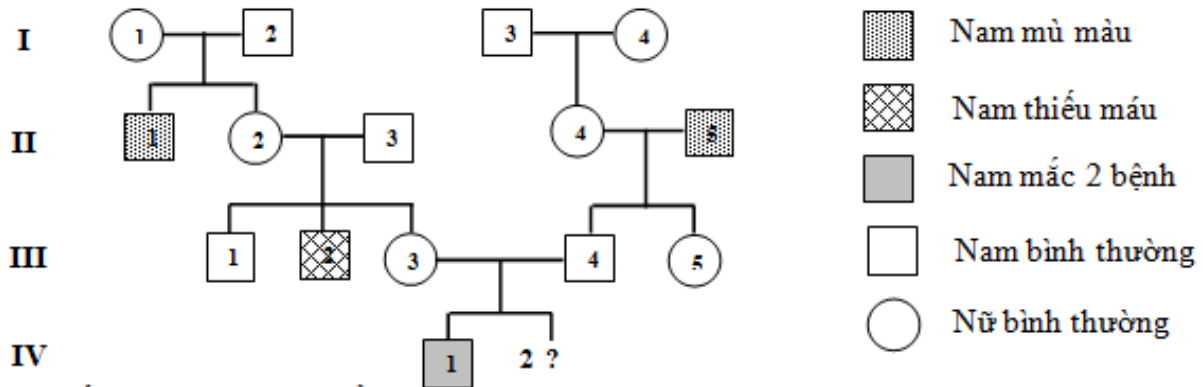 I 1 2 3 4
Nam mù màu
II 1 2 3 4 5
Nam thiếu máu
Nam mắc 2 bệnh
III 1 2 3 4 5
Nam bình thường
Nữ bình thường
IV 1 2 ?